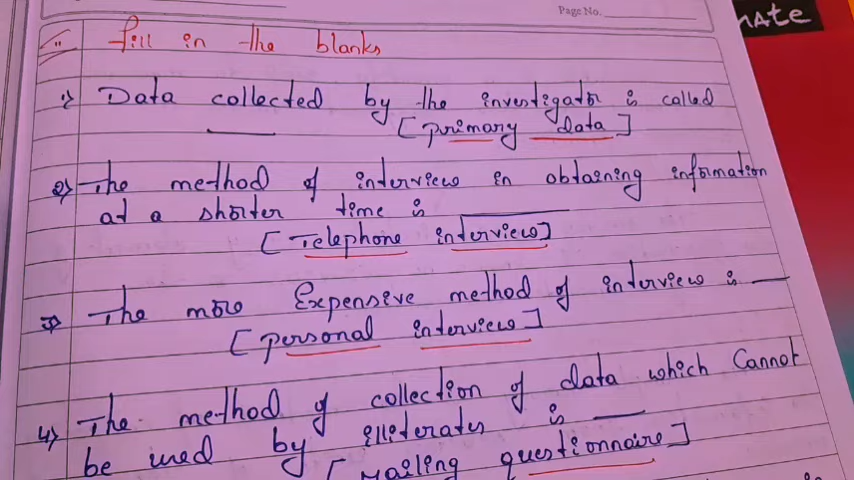 Page No.
fill in the blanks
1) Data collected by the investigator is called
[primary data]
2) The method of interview in obtaining information
at a shorter time is
[Telephone interview]
3) The more Expensive method of interview is
[personal interview]
4) The method of collection of data which Cannot
be used by illiterates is
[Mailing questionnaire]